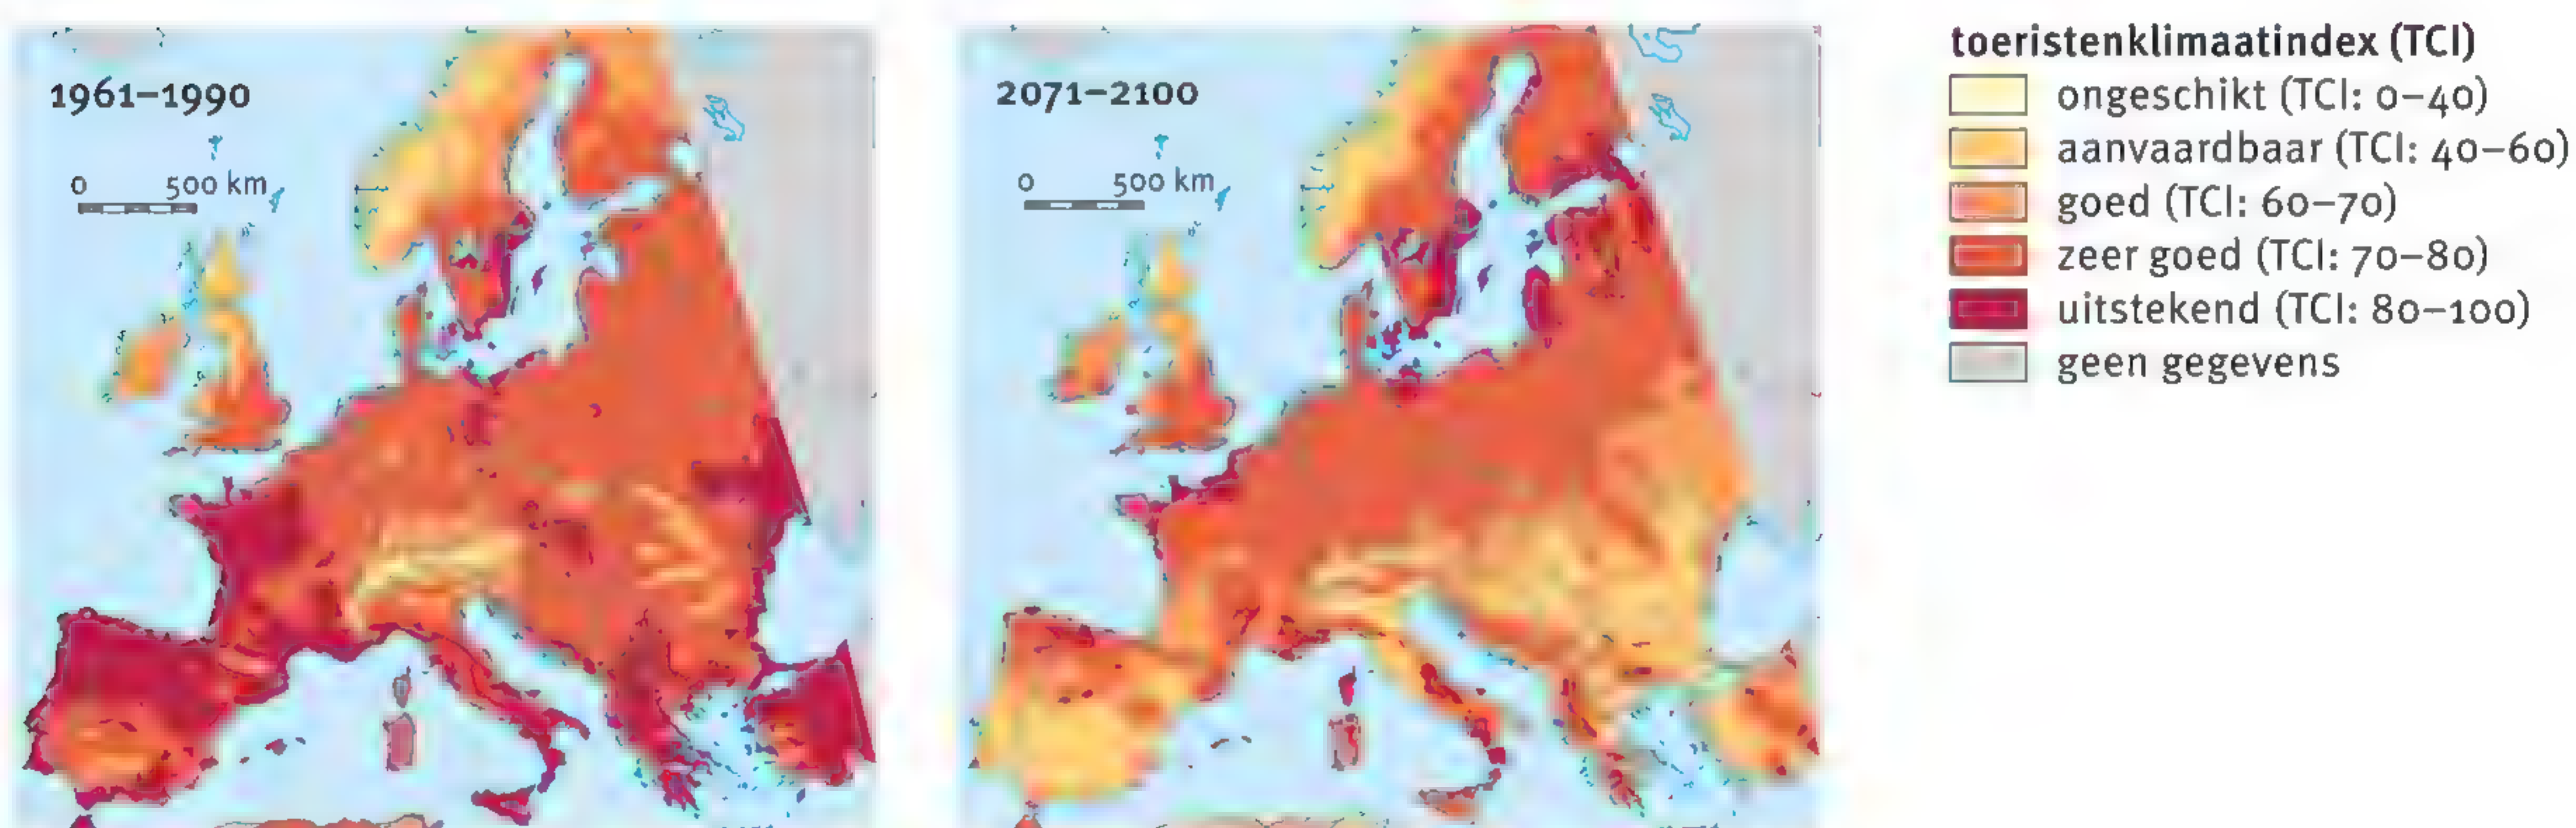 1961–1990
0 500 km
2071–2100
0 500 km
toeristenklimaatindex (TCI)
ongeschikt (TCI: 0–40)
aanvaardbaar (TCI: 40–60)
goed (TCI: 60–70)
zeer goed (TCI: 70–80)
uitstekend (TCI: 80–100)
geen gegevens